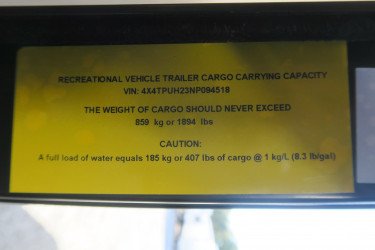 RECREATIONAL VEHICLE TRAILER CARGO CARRYING CAPACITY
VIN: 4X4TPUH23NP094518
THE WEIGHT OF CARGO SHOULD NEVER EXCEED
859 kg or 1894 lbs
CAUTION:
A full load of water equals 185 kg or 407 lbs of cargo @ 1 kg/L (8.3 lb/gal)